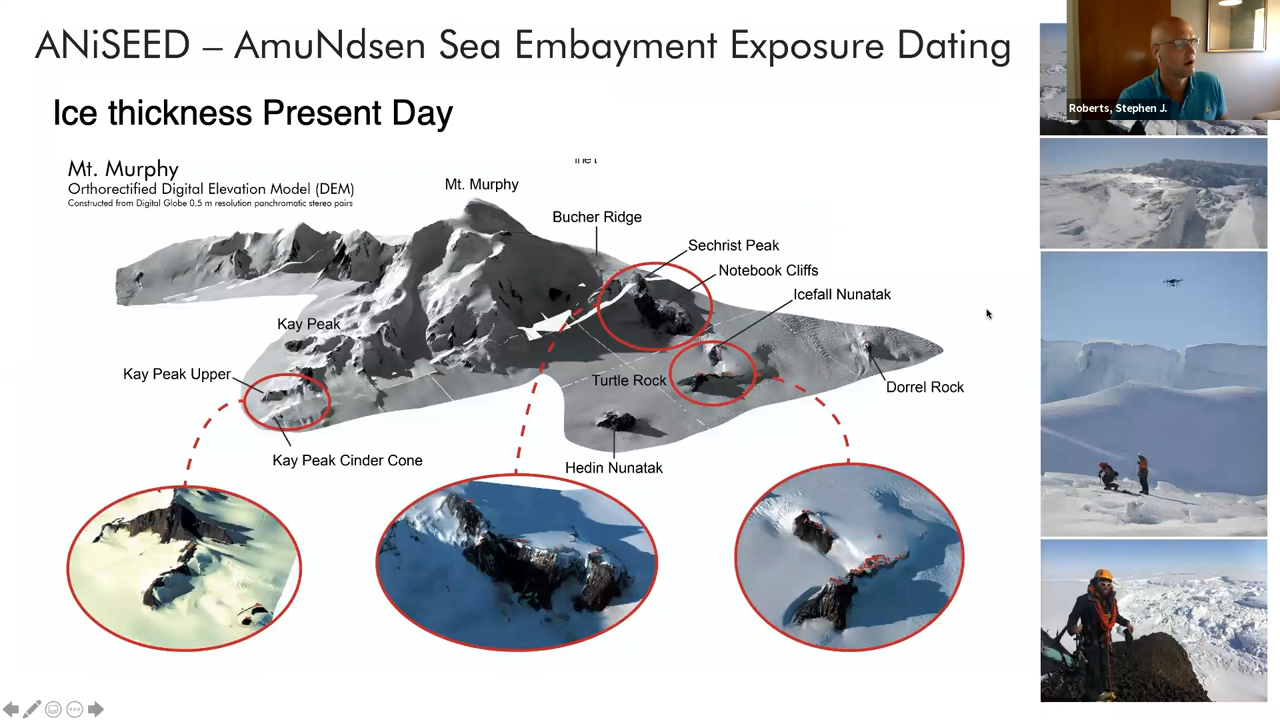 ANiSEED – AmuNdsen Sea Embayment Exposure Dating
Roberts, Stephen J.
Ice thickness Present Day
Mt. Murphy
Orthorectified Digital Elevation Model (DEM)
Constructed from Digital Globe 0.5 m resolution panchromatic stereo pairs
Mt. Murphy
Bucher Ridge
Sechrist Peak
Notebook Cliffs
Icefall Nunatak
Kay Peak
Kay Peak Upper
Turtle Rock
Dorrel Rock
Kay Peak Cinder Cone
Hedin Nunatak